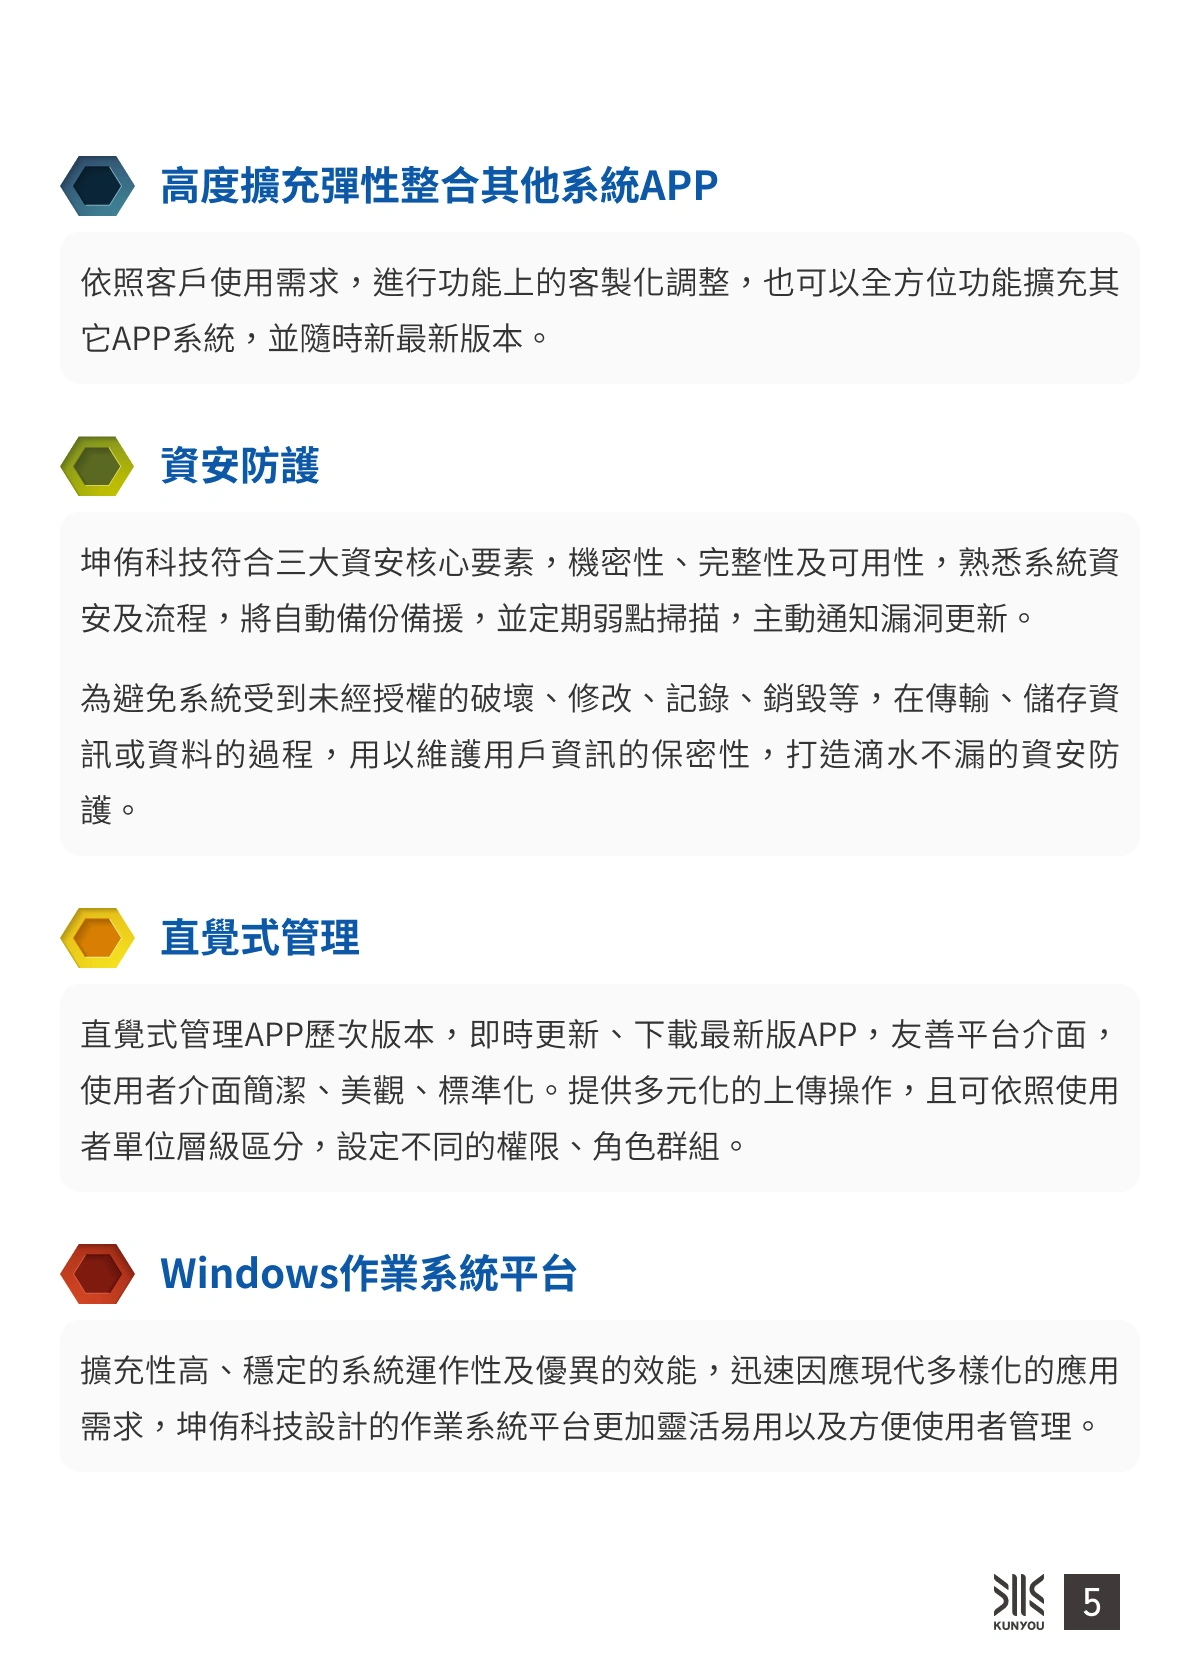 高度擴充彈性整合其他系統APP
依照客戶使用需求，進行功能上的客製化調整，也可以全方位功能擴充其
它APP系統，並隨時新最新版本。
資安防護
坤侑科技符合三大資安核心要素，機密性、完整性及可用性，熟悉系統資
安及流程，將自動備份備援，並定期弱點掃描，主動通知漏洞更新。
為避免系統受到未經授權的破壞、修改、記錄、銷毀等，在傳輸、儲存資
訊或資料的過程，用以維護用戶資訊的保密性，打造滴水不漏的資安防
護。
直覺式管理
直覺式管理APP歷次版本，即時更新、下載最新版APP，友善平台介面，
使用者介面簡潔、美觀、標準化。提供多元化的上傳操作，且可依照使用
者單位層級區分，設定不同的權限、角色群組。
Windows作業系統平台
擴充性高、穩定的系統運作性及優異的效能，迅速因應現代多樣化的應用
需求，坤侑科技設計的作業系統平台更加靈活易用以及方便使用者管理。
KUNYOU
5